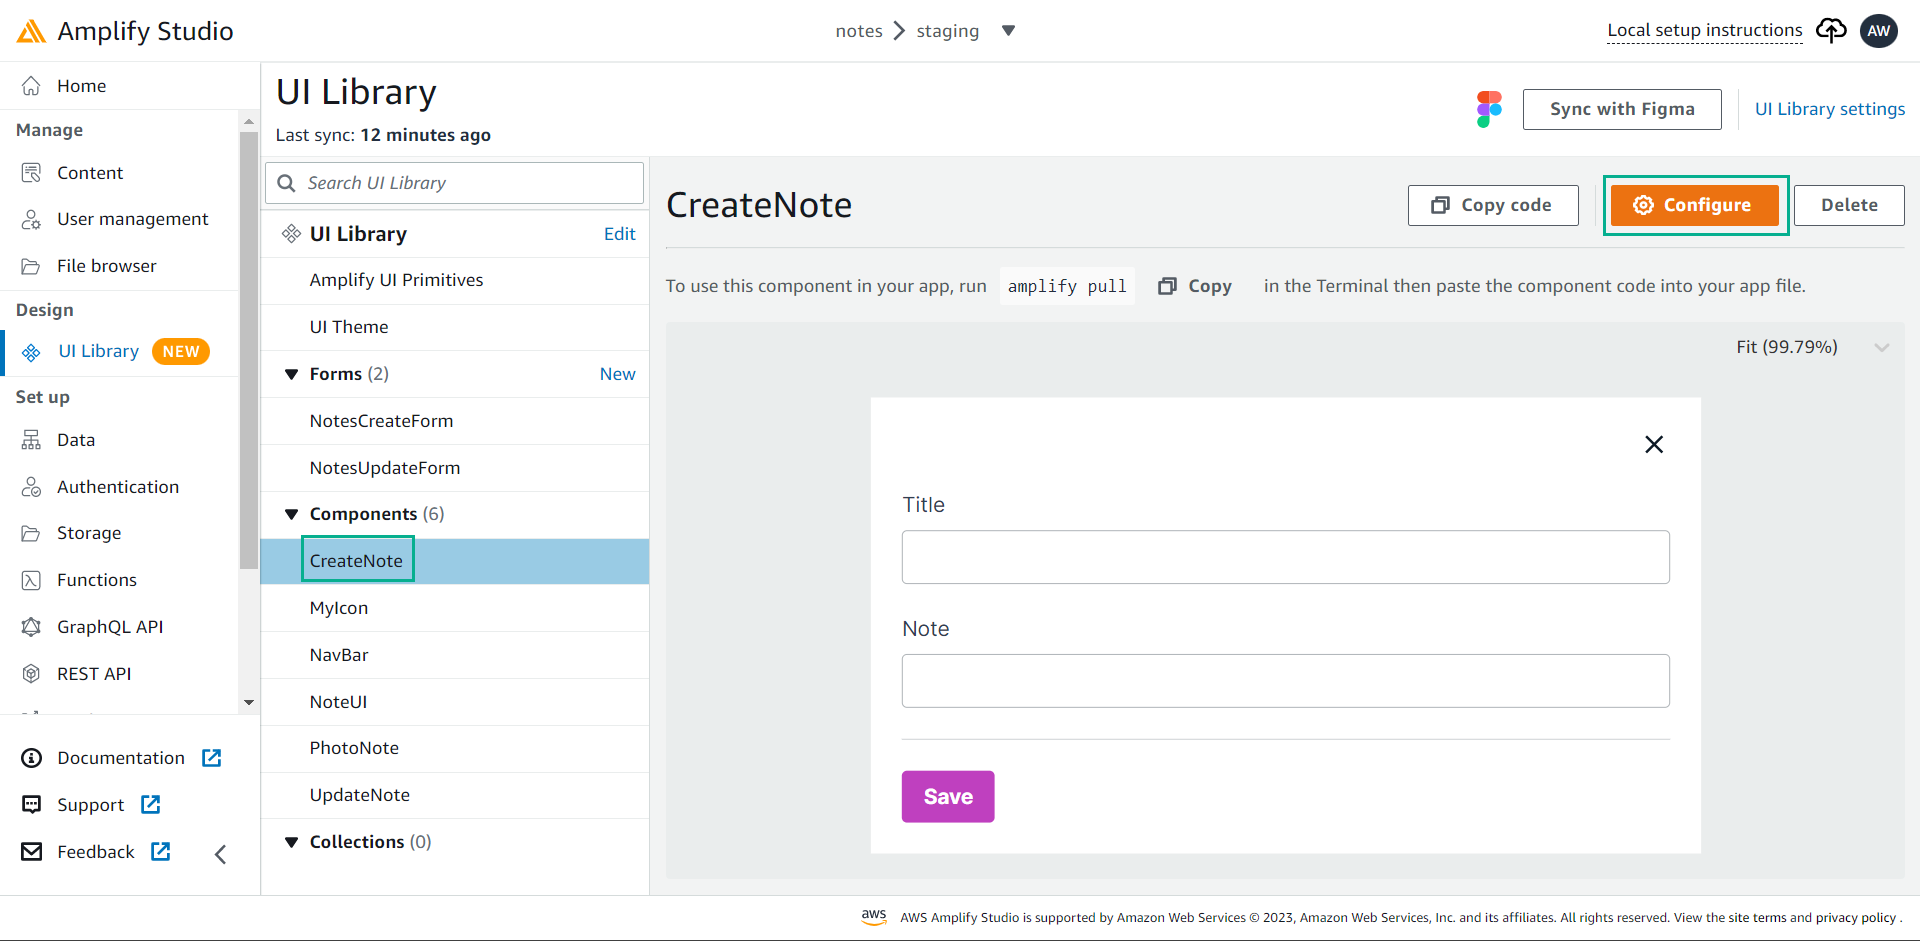 Amplify Studio
notes > staging
Local setup instructions
AW
Home
Manage
Content
User management
File browser
Design
UI Library NEW
Set up
Data
Authentication
Storage
Functions
GraphQL API
REST API
Documentation
Support
Feedback
UI Library
Last sync: 12 minutes ago
Sync with Figma
UI Library settings
Search UI Library
UI Library Edit
Amplify UI Primitives
UI Theme
Forms (2) New
NotesCreateForm
NotesUpdateForm
Components (6)
CreateNote
MyIcon
NavBar
NoteUI
PhotoNote
UpdateNote
Collections (0)
CreateNote
Copy code
Configure
Delete
To use this component in your app, run amplify pull Copy in the Terminal then paste the component code into your app file.
Fit (99.79%)
Title
Note
Save
aws AWS Amplify Studio is supported by Amazon Web Services © 2023, Amazon Web Services, Inc. and its affiliates. All rights reserved. View the site terms and privacy policy .